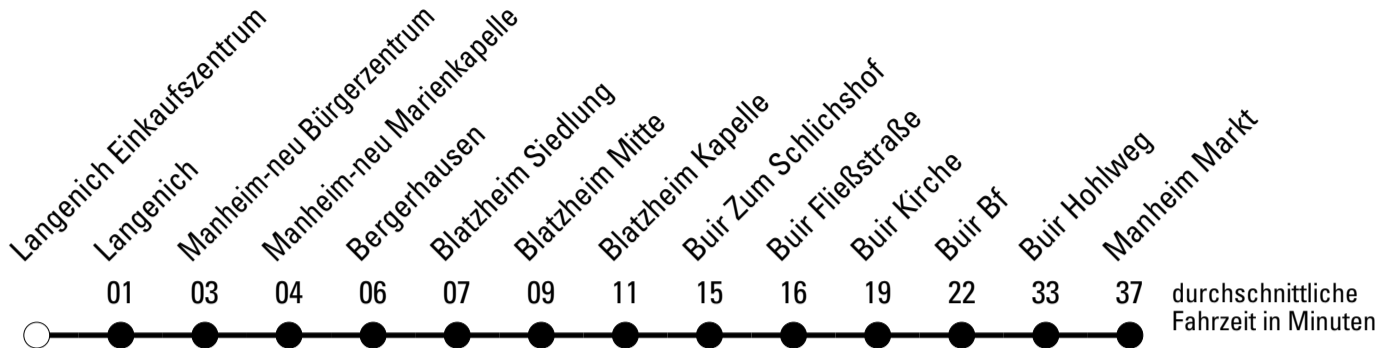 Langenich Einkaufszentrum
Langenich
Manheim-neu Bürgerzentrum
Manheim-neu Marienkapelle
Bergerhausen
Blatzheim Siedlung
Blatzheim Mitte
Blatzheim Kapelle
Buir Zum Schlichshof
Buir Fließstraße
Buir Kirche
Buir Bf
Buir Hohlweg
Manheim Markt
01 03 04 06 07 09 11 15 16 19 22 33 37
durchschnittliche
Fahrzeit in Minuten